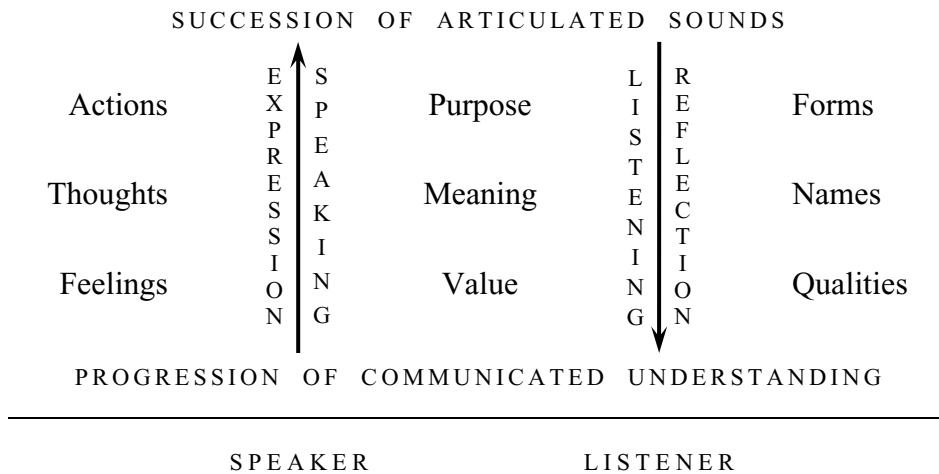 SUCCESSION OF ARTICULATED SOUNDS
EXPRESSION
SPEAKING
LISTENING
REFLECTION
Actions Purpose Forms
Thoughts Meaning Names
Feelings Value Qualities
PROGRESSION OF COMMUNICATED UNDERSTANDING
SPEAKER LISTENER